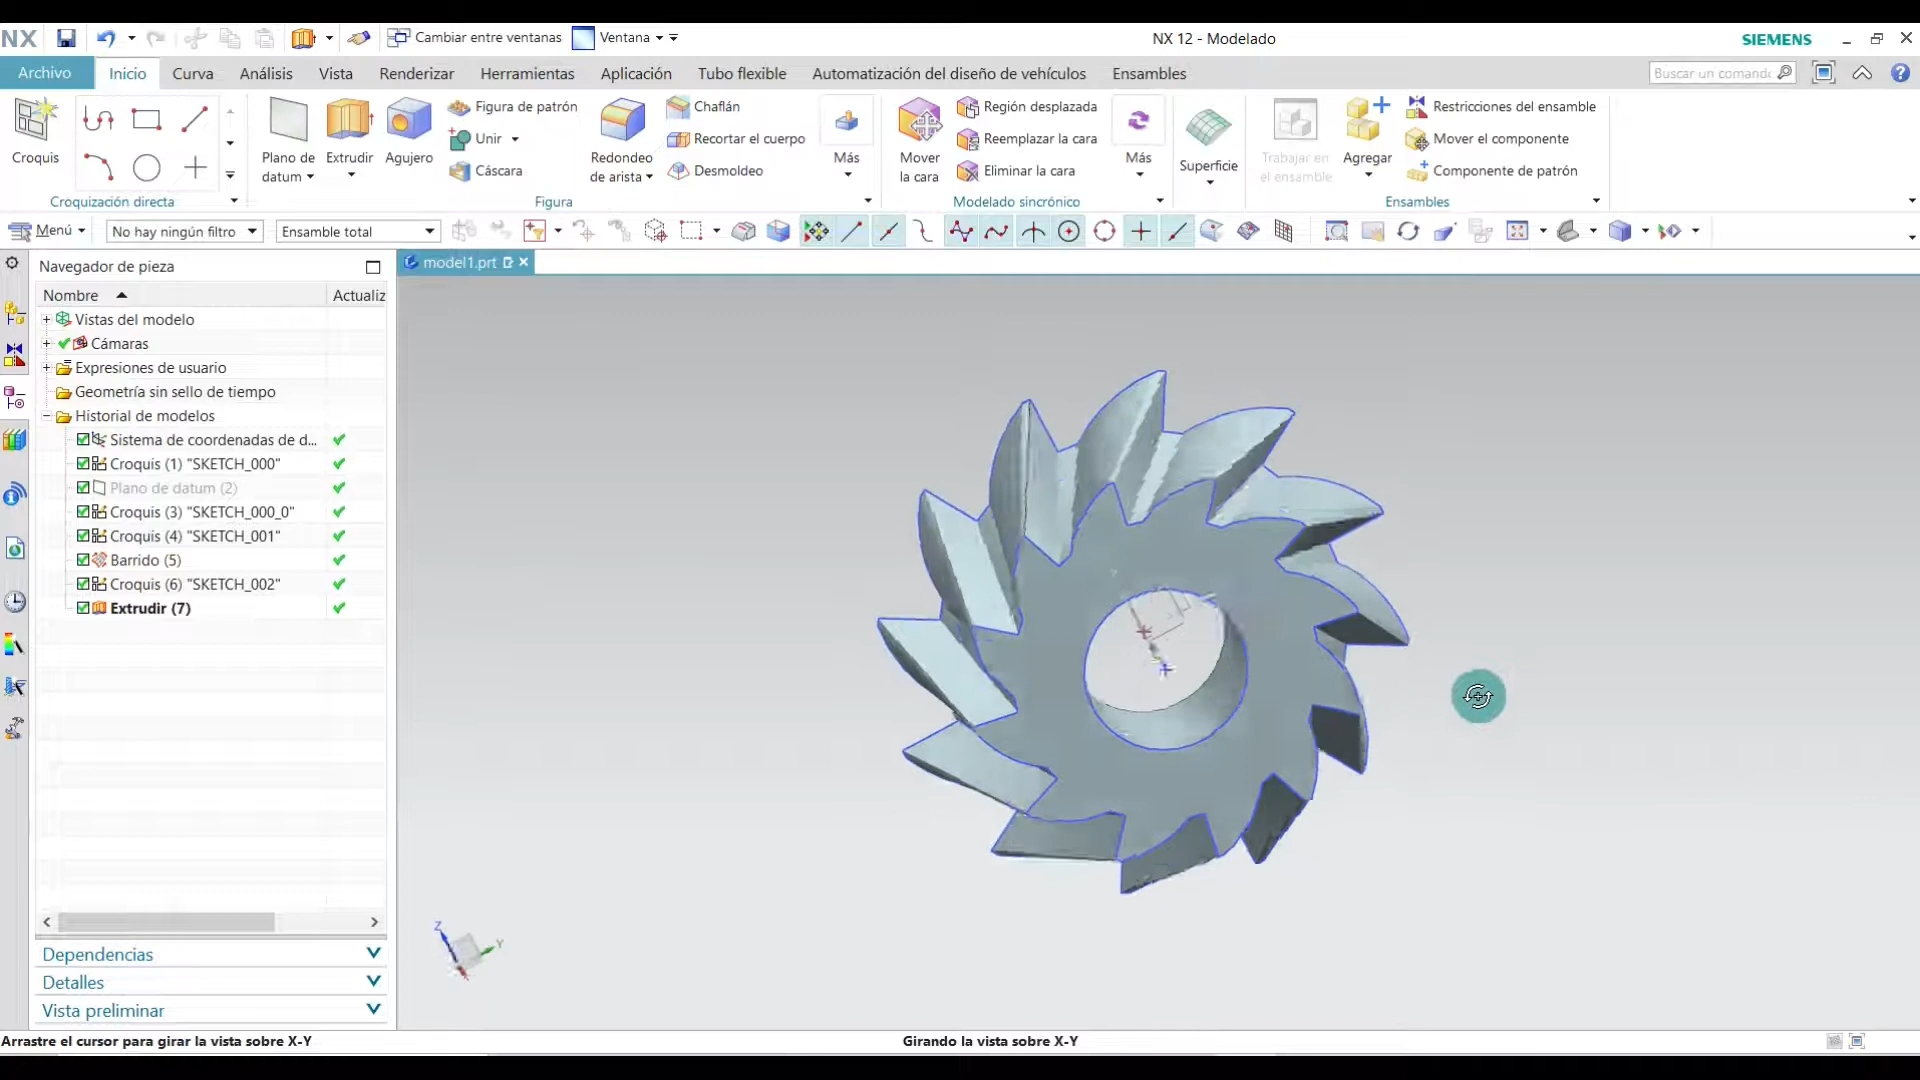 NX
Cambiar entre ventanas
Ventana
NX 12 - Modelado
SIEMENS
Archivo
Inicio
Curva
Análisis
Vista
Renderizar
Herramientas
Aplicación
Tubo flexible
Automatización del diseño de vehículos
Ensambles
Buscar un comando
Croquis
Plano de
datum
Extrudir
Agujero
Figura de patrón
Unir
Cáscara
Redondeo
de arista
Chaflán
Recortar el cuerpo
Desmoldeo
Más
Mover
la cara
Región desplazada
Reemplazar la cara
Eliminar la cara
Más
Superficie
Trabajar en
el ensamble
Agregar
Restricciones del ensamble
Mover el componente
Componente de patrón
Croquización directa
Figura
Modelado sincrónico
Ensambles
Menú
No hay ningún filtro
Ensamble total
Navegador de pieza
model1.prt
Nombre
Actualiz
Vistas del modelo
Cámaras
Expresiones de usuario
Geometría sin sello de tiempo
Historial de modelos
Sistema de coordenadas de d...
Croquis (1) "SKETCH_000"
Plano de datum (2)
Croquis (3) "SKETCH_000_0"
Croquis (4) "SKETCH_001"
Barrido (5)
Croquis (6) "SKETCH_002"
Extrudir (7)
Z
Y
Dependencias
Detalles
Vista preliminar
Arrastre el cursor para girar la vista sobre X-Y
Girando la vista sobre X-Y